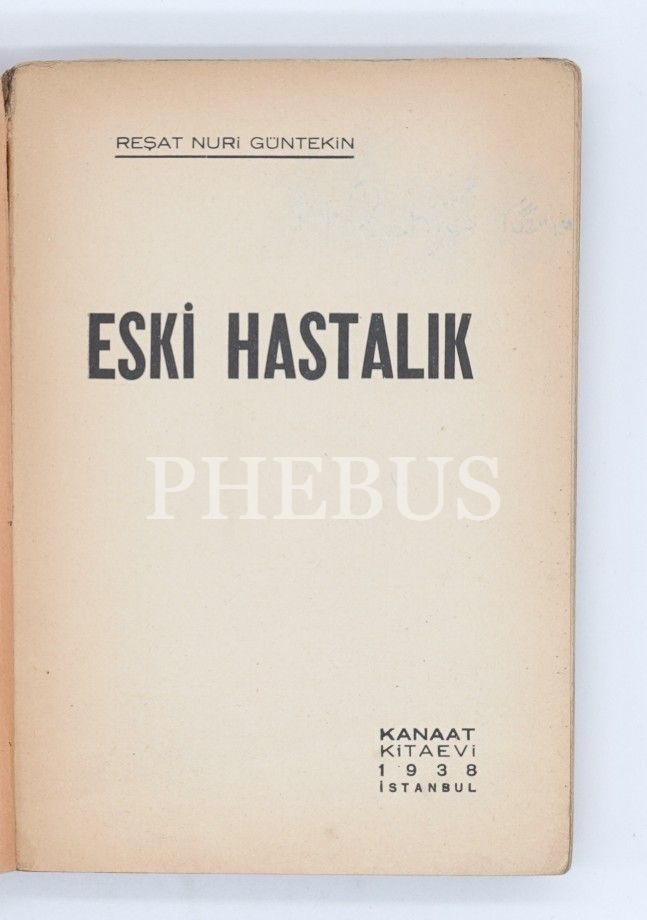 REŞAT NURİ GÜNTEKİN
ESKİ HASTALIK
PHEBUS
KANAAT
KİTAEVİ
1938
İSTANBUL